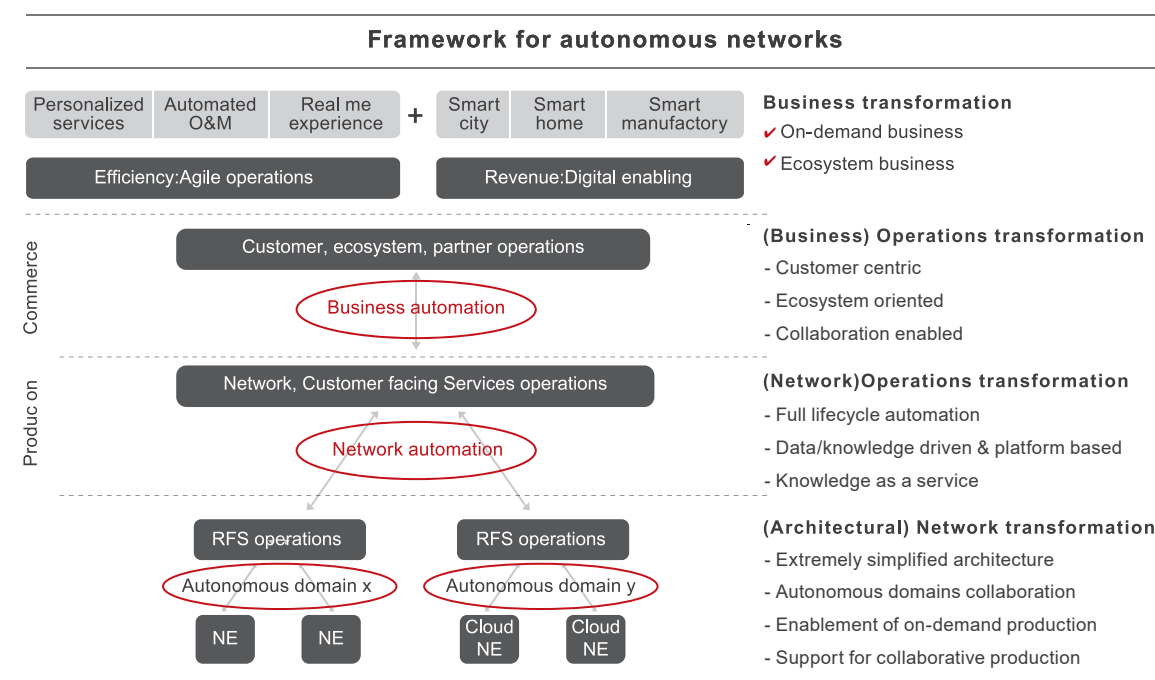 Framework for autonomous networks
Personalized
services
Automated
O&M
Real me
experience
+
Smart
city
Smart
home
Smart
manufactory
Efficiency:Agile operations
Revenue:Digital enabling
Business transformation
✓ On-demand business
✓ Ecosystem business
Commerce
Customer, ecosystem, partner operations
Business automation
(Business) Operations transformation
- Customer centric
- Ecosystem oriented
- Collaboration enabled
Produc on
Network, Customer facing Services operations
Network automation
(Network)Operations transformation
- Full lifecycle automation
- Data/knowledge driven & platform based
- Knowledge as a service
RFS operations
RFS operations
Autonomous domain x
Autonomous domain y
NE
NE
Cloud
NE
Cloud
NE
(Architectural) Network transformation
- Extremely simplified architecture
- Autonomous domains collaboration
- Enablement of on-demand production
- Support for collaborative production